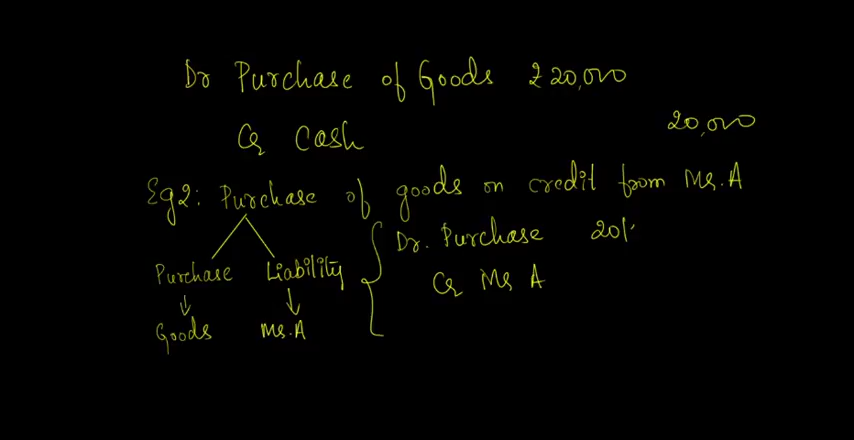 Dr Purchase of Goods ₹20,000
Cr Cash 20,000
Eg2: Purchase of goods on credit from Ms. A
Purchase Liability
Goods Ms. A
Dr. Purchase 20k
Cr Ms A